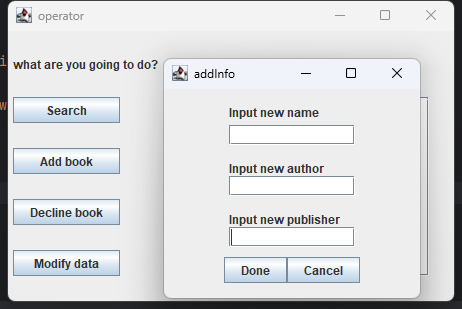 operator
what are you going to do?
Search
Add book
Decline book
Modify data
addInfo
Input new name
Input new author
Input new publisher
Done
Cancel